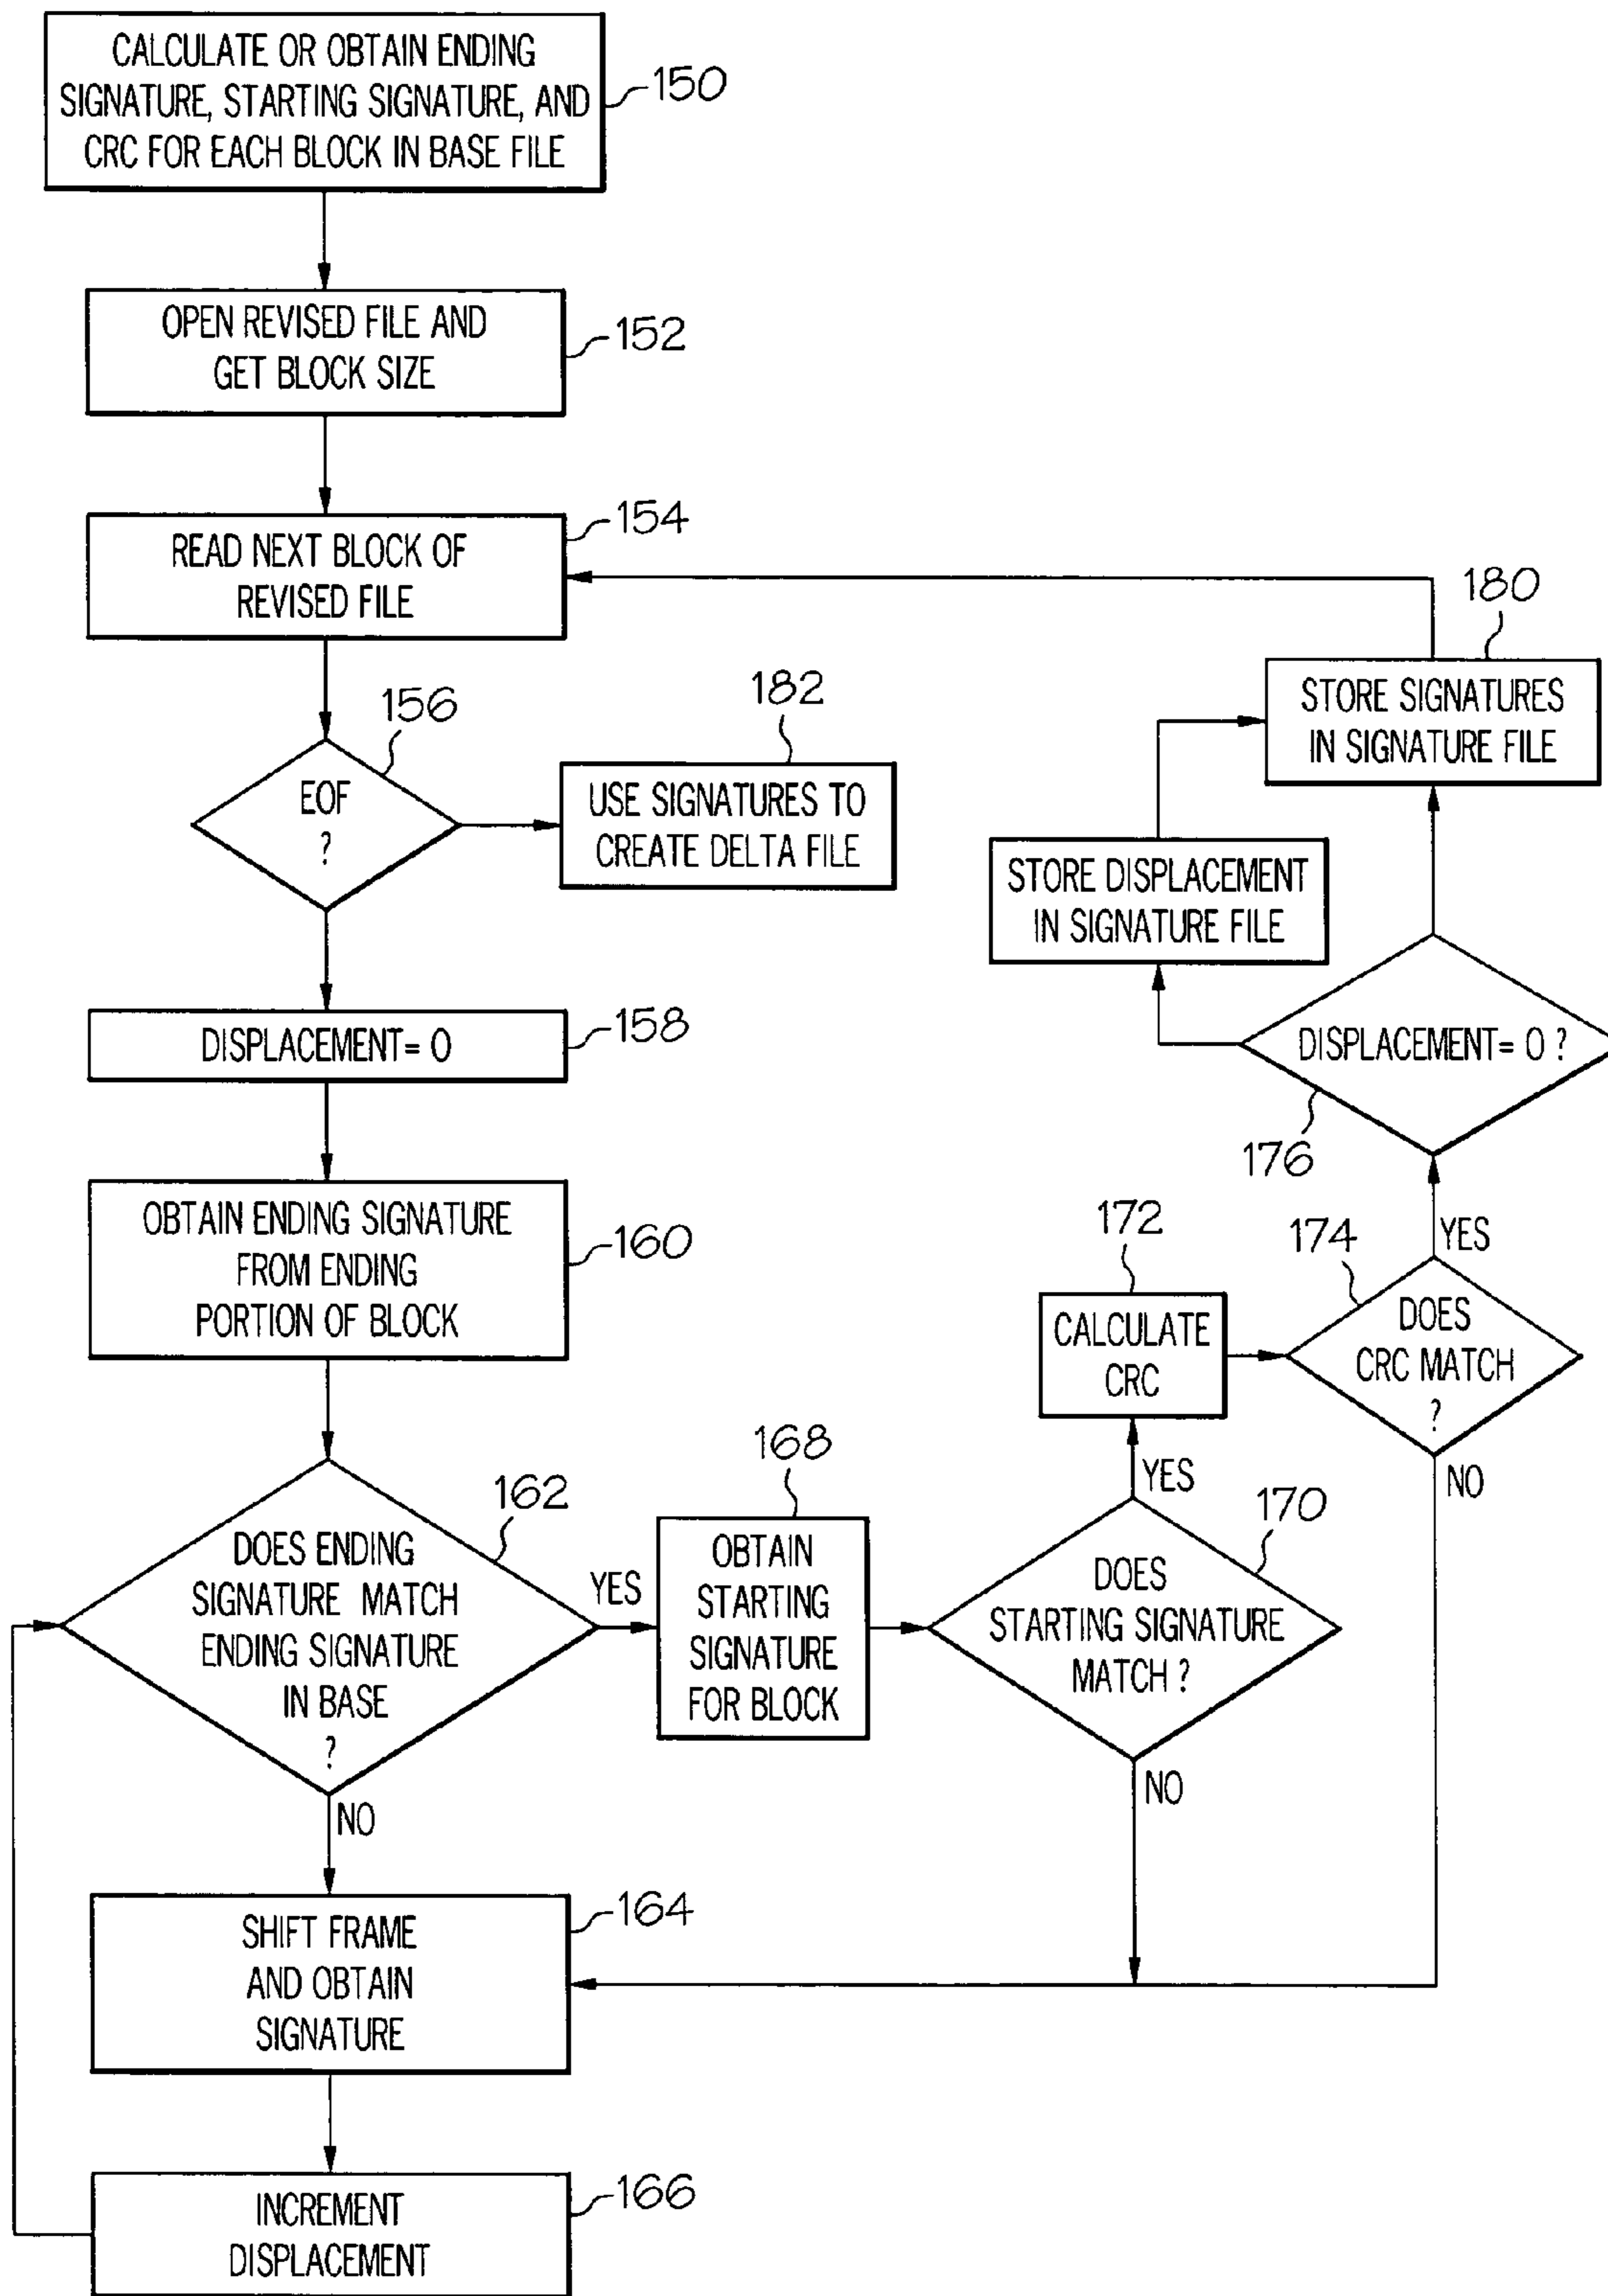 CALCULATE OR OBTAIN ENDING
SIGNATURE, STARTING SIGNATURE, AND
CRC FOR EACH BLOCK IN BASE FILE
150
OPEN REVISED FILE AND
GET BLOCK SIZE
152
READ NEXT BLOCK OF
REVISED FILE
154
EOF
?
156
USE SIGNATURES TO
CREATE DELTA FILE
182
DISPLACEMENT= 0
158
OBTAIN ENDING SIGNATURE
FROM ENDING
PORTION OF BLOCK
160
DOES ENDING
SIGNATURE MATCH
ENDING SIGNATURE
IN BASE
?
162
YES
NO
SHIFT FRAME
AND OBTAIN
SIGNATURE
164
INCREMENT
DISPLACEMENT
166
OBTAIN
STARTING
SIGNATURE
FOR BLOCK
168
DOES
STARTING SIGNATURE
MATCH ?
170
YES
NO
CALCULATE
CRC
172
DOES
CRC MATCH
?
174
YES
NO
DISPLACEMENT= 0 ?
176
STORE DISPLACEMENT
IN SIGNATURE FILE
STORE SIGNATURES
IN SIGNATURE FILE
180